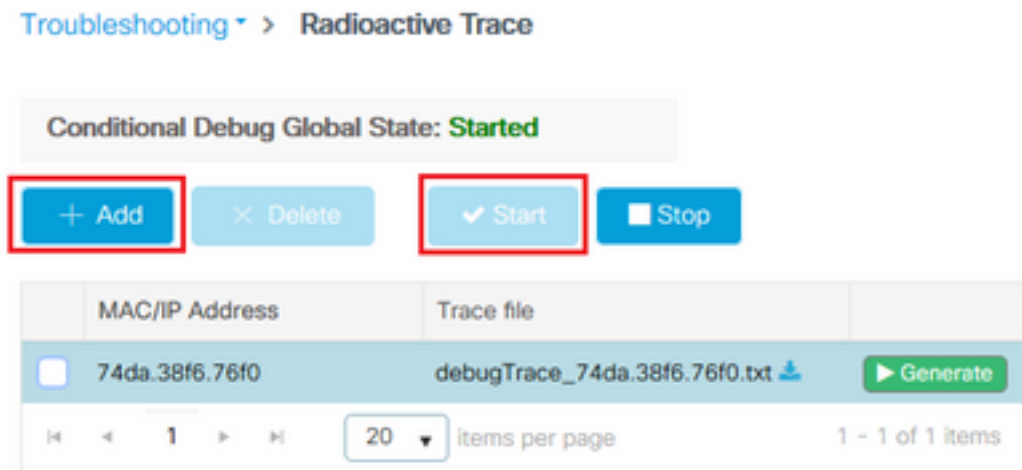 Troubleshooting > Radioactive Trace
Conditional Debug Global State: Started
+ Add × Delete ✔ Start Stop
MAC/IP Address Trace file
74da.38f6.76f0 debugTrace_74da.38f6.76f0.txt Generate
1 20 items per page 1 - 1 of 1 items